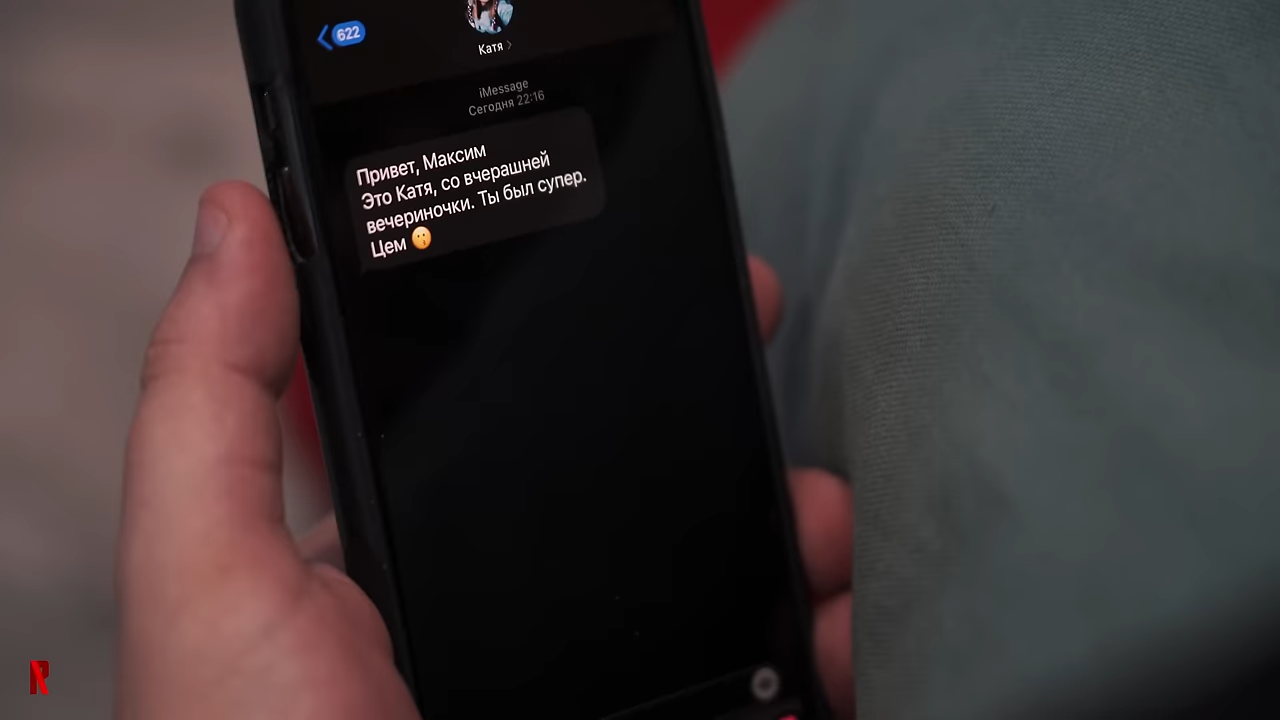 622
Катя
iMessage
Сегодня 22:16
Привет, Максим
Это Катя, со вчерашней
вечериночки. Ты был супер.
Цем 😗